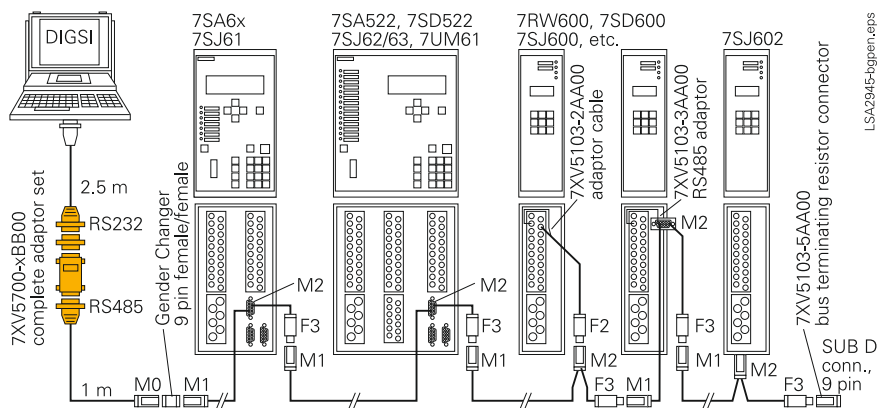 DIGSI
7SA6x
7SJ61
7SA522, 7SD522
7SJ62/63, 7UM61
7RW600, 7SD600
7SJ600, etc.
7SJ602
LSA2945-bgpen.eps
7XV5103-2AA00
adaptor cable
7XV5103-3AA00
RS485 adaptor
7XV5103-5AA00
bus terminating resistor connector
2.5 m
RS232
RS485
7XV5700-xBB00
complete adaptor set
Gender Changer
9 pin female/female
M2
F3
M1
M2
F3
M1
F2
M2
M2
F3
M1
M2
SUB D
conn.,
9 pin
1 m
M0
M1
F3
M1
F3